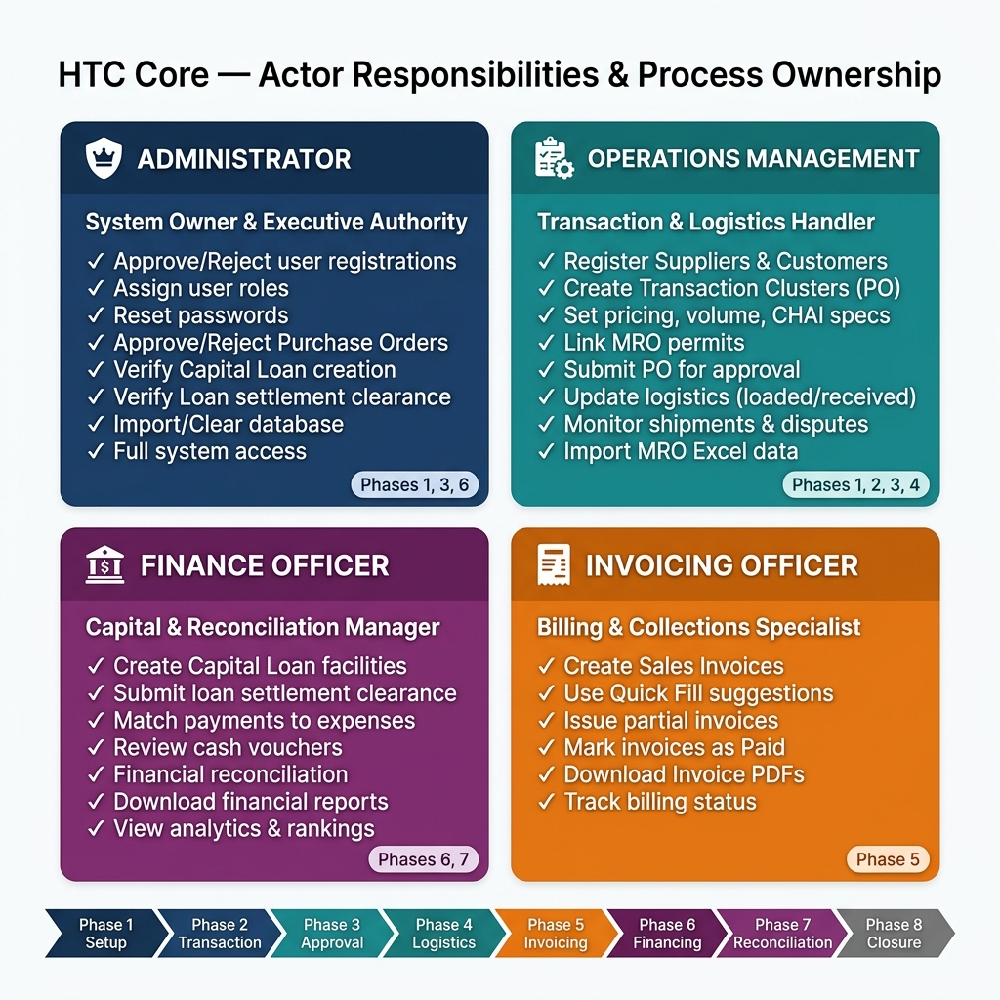 HTC Core — Actor Responsibilities & Process Ownership
ADMINISTRATOR
System Owner & Executive Authority
✓ Approve/Reject user registrations
✓ Assign user roles
✓ Reset passwords
✓ Approve/Reject Purchase Orders
✓ Verify Capital Loan creation
✓ Verify Loan settlement clearance
✓ Import/Clear database
✓ Full system access
Phases 1, 3, 6
OPERATIONS MANAGEMENT
Transaction & Logistics Handler
✓ Register Suppliers & Customers
✓ Create Transaction Clusters (PO)
✓ Set pricing, volume, CHAI specs
✓ Link MRO permits
✓ Submit PO for approval
✓ Update logistics (loaded/received)
✓ Monitor shipments & disputes
✓ Import MRO Excel data
Phases 1, 2, 3, 4
FINANCE OFFICER
Capital & Reconciliation Manager
✓ Create Capital Loan facilities
✓ Submit loan settlement clearance
✓ Match payments to expenses
✓ Review cash vouchers
✓ Financial reconciliation
✓ Download financial reports
✓ View analytics & rankings
Phases 6, 7
INVOICING OFFICER
Billing & Collections Specialist
✓ Create Sales Invoices
✓ Use Quick Fill suggestions
✓ Issue partial invoices
✓ Mark invoices as Paid
✓ Download Invoice PDFs
✓ Track billing status
Phase 5
Phase 1
Setup
Phase 2
Transaction
Phase 3
Approval
Phase 4
Logistics
Phase 5
Invoicing
Phase 6
Financing
Phase 7
Reconciliation
Phase 8
Closure